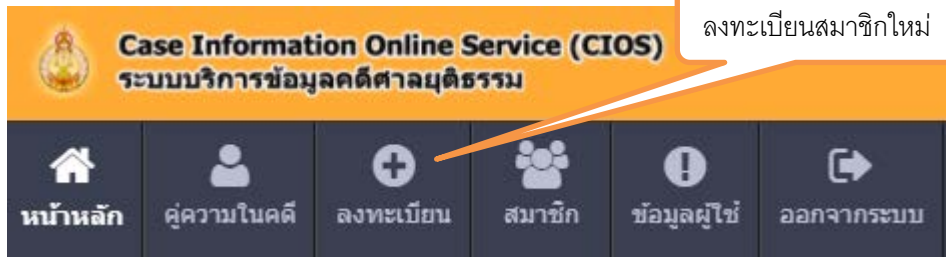 ลงทะเบียนสมาชิกใหม่
Case Information Online Service (CIOS)
ระบบบริการข้อมูลคดีศาลยุติธรรม
หน้าหลัก
คู่ความในคดี
ลงทะเบียน
สมาชิก
ข้อมูลผู้ใช้
ออกจากระบบ